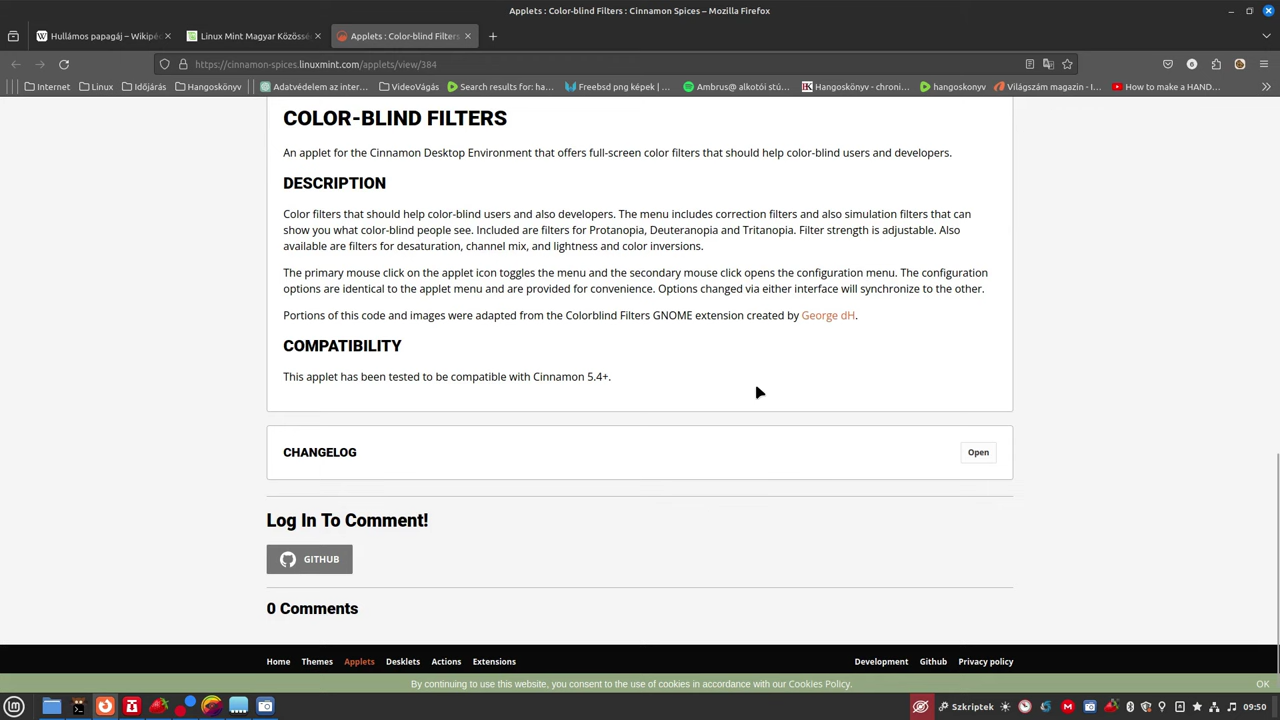 Applets : Color-blind Filters : Cinnamon Spices – Mozilla Firefox
Hullámos papagáj – Wikipéd
Linux Mint Magyar Közössé
Applets : Color-blind Filters
https://cinnamon-spices.linuxmint.com/applets/view/384
Internet
Linux
Időjárás
Hangoskönyv
Adatvédelem az inter...
VideóVágás
Search results for: ha...
Freebsd png képek | ...
Ambrus@ alkotói stú...
Hangoskönyv - chroni...
hangoskonyv
Világszám magazin - I...
How to make a HAND...
COLOR-BLIND FILTERS
An applet for the Cinnamon Desktop Environment that offers full-screen color filters that should help color-blind users and developers.
DESCRIPTION
Color filters that should help color-blind users and also developers. The menu includes correction filters and also simulation filters that can
show you what color-blind people see. Included are filters for Protanopia, Deuteranopia and Tritanopia. Filter strength is adjustable. Also
available are filters for desaturation, channel mix, and lightness and color inversions.
The primary mouse click on the applet icon toggles the menu and the secondary mouse click opens the configuration menu. The configuration
options are identical to the applet menu and are provided for convenience. Options changed via either interface will synchronize to the other.
Portions of this code and images were adapted from the Colorblind Filters GNOME extension created by George dH.
COMPATIBILITY
This applet has been tested to be compatible with Cinnamon 5.4+.
CHANGELOG
Open
Log In To Comment!
GITHUB
0 Comments
Home Themes Applets Desklets Actions Extensions
Development Github Privacy policy
By continuing to use this website, you consent to the use of cookies in accordance with our Cookies Policy.
OK
Szkriptek
09:50